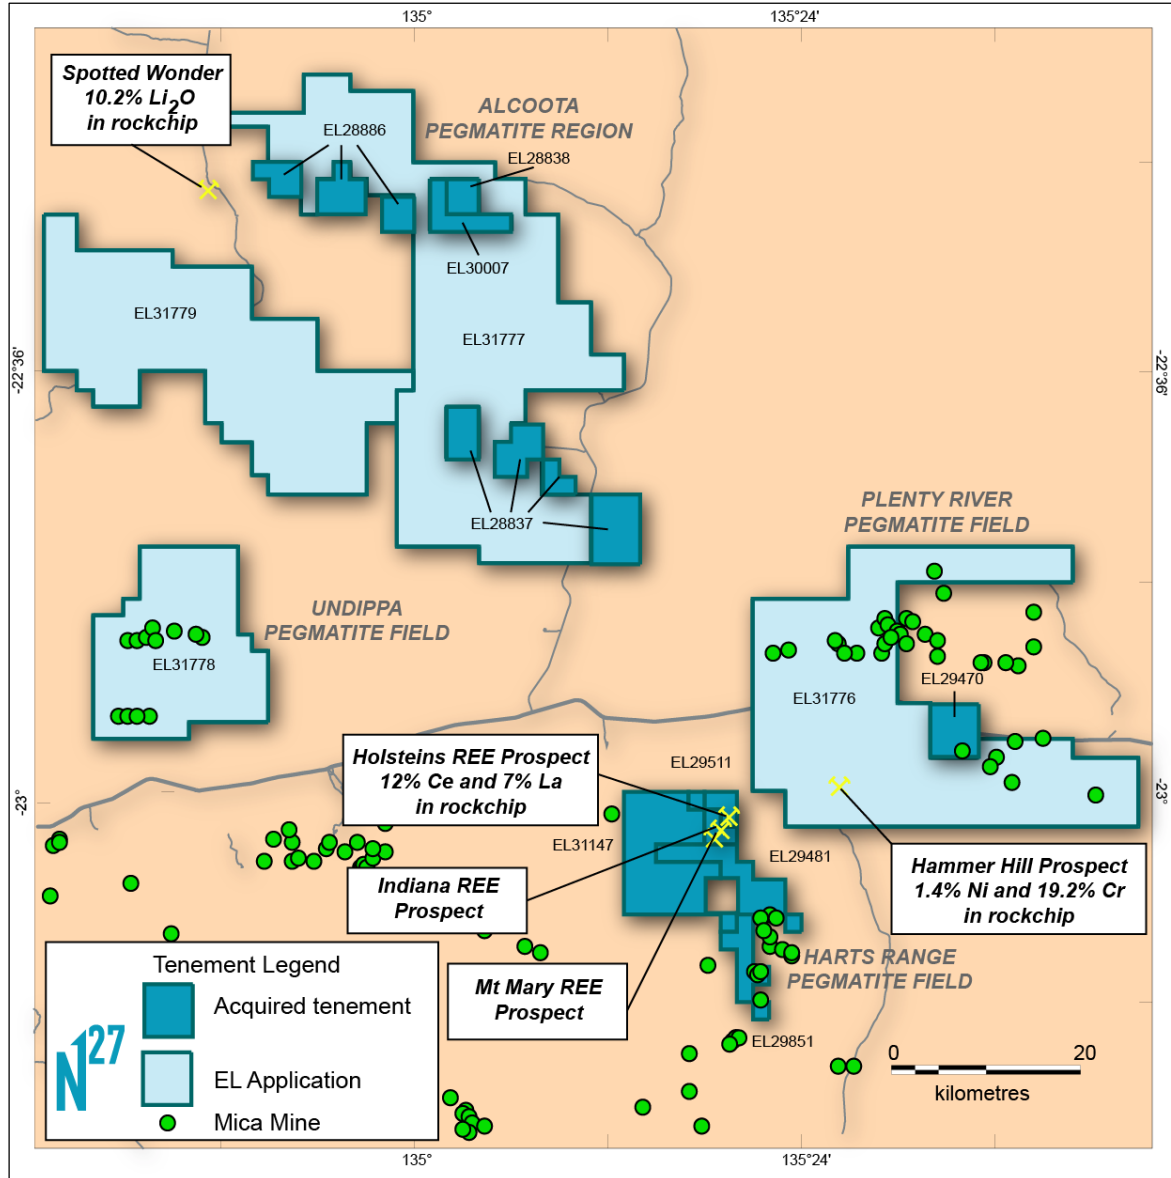 135°
135°24'
Spotted Wonder
10.2% Li2O
in rockchip
ALCOOTA
PEGMATITE REGION
EL28886
EL28838
EL30007
EL31779
EL31777
-22°36'
-22°36'
EL28837
PLENTY RIVER
PEGMATITE FIELD
UNDIPPA
PEGMATITE FIELD
EL31778
EL29470
EL31776
Holsteins REE Prospect
12% Ce and 7% La
in rockchip
EL29511
-23°
-23°
EL31147
EL29481
Hammer Hill Prospect
1.4% Ni and 19.2% Cr
in rockchip
Indiana REE
Prospect
HARTS RANGE
PEGMATITE FIELD
Mt Mary REE
Prospect
EL29851
Tenement Legend
Acquired tenement
EL Application
Mica Mine
N27
0
20
kilometres
135°
135°24'